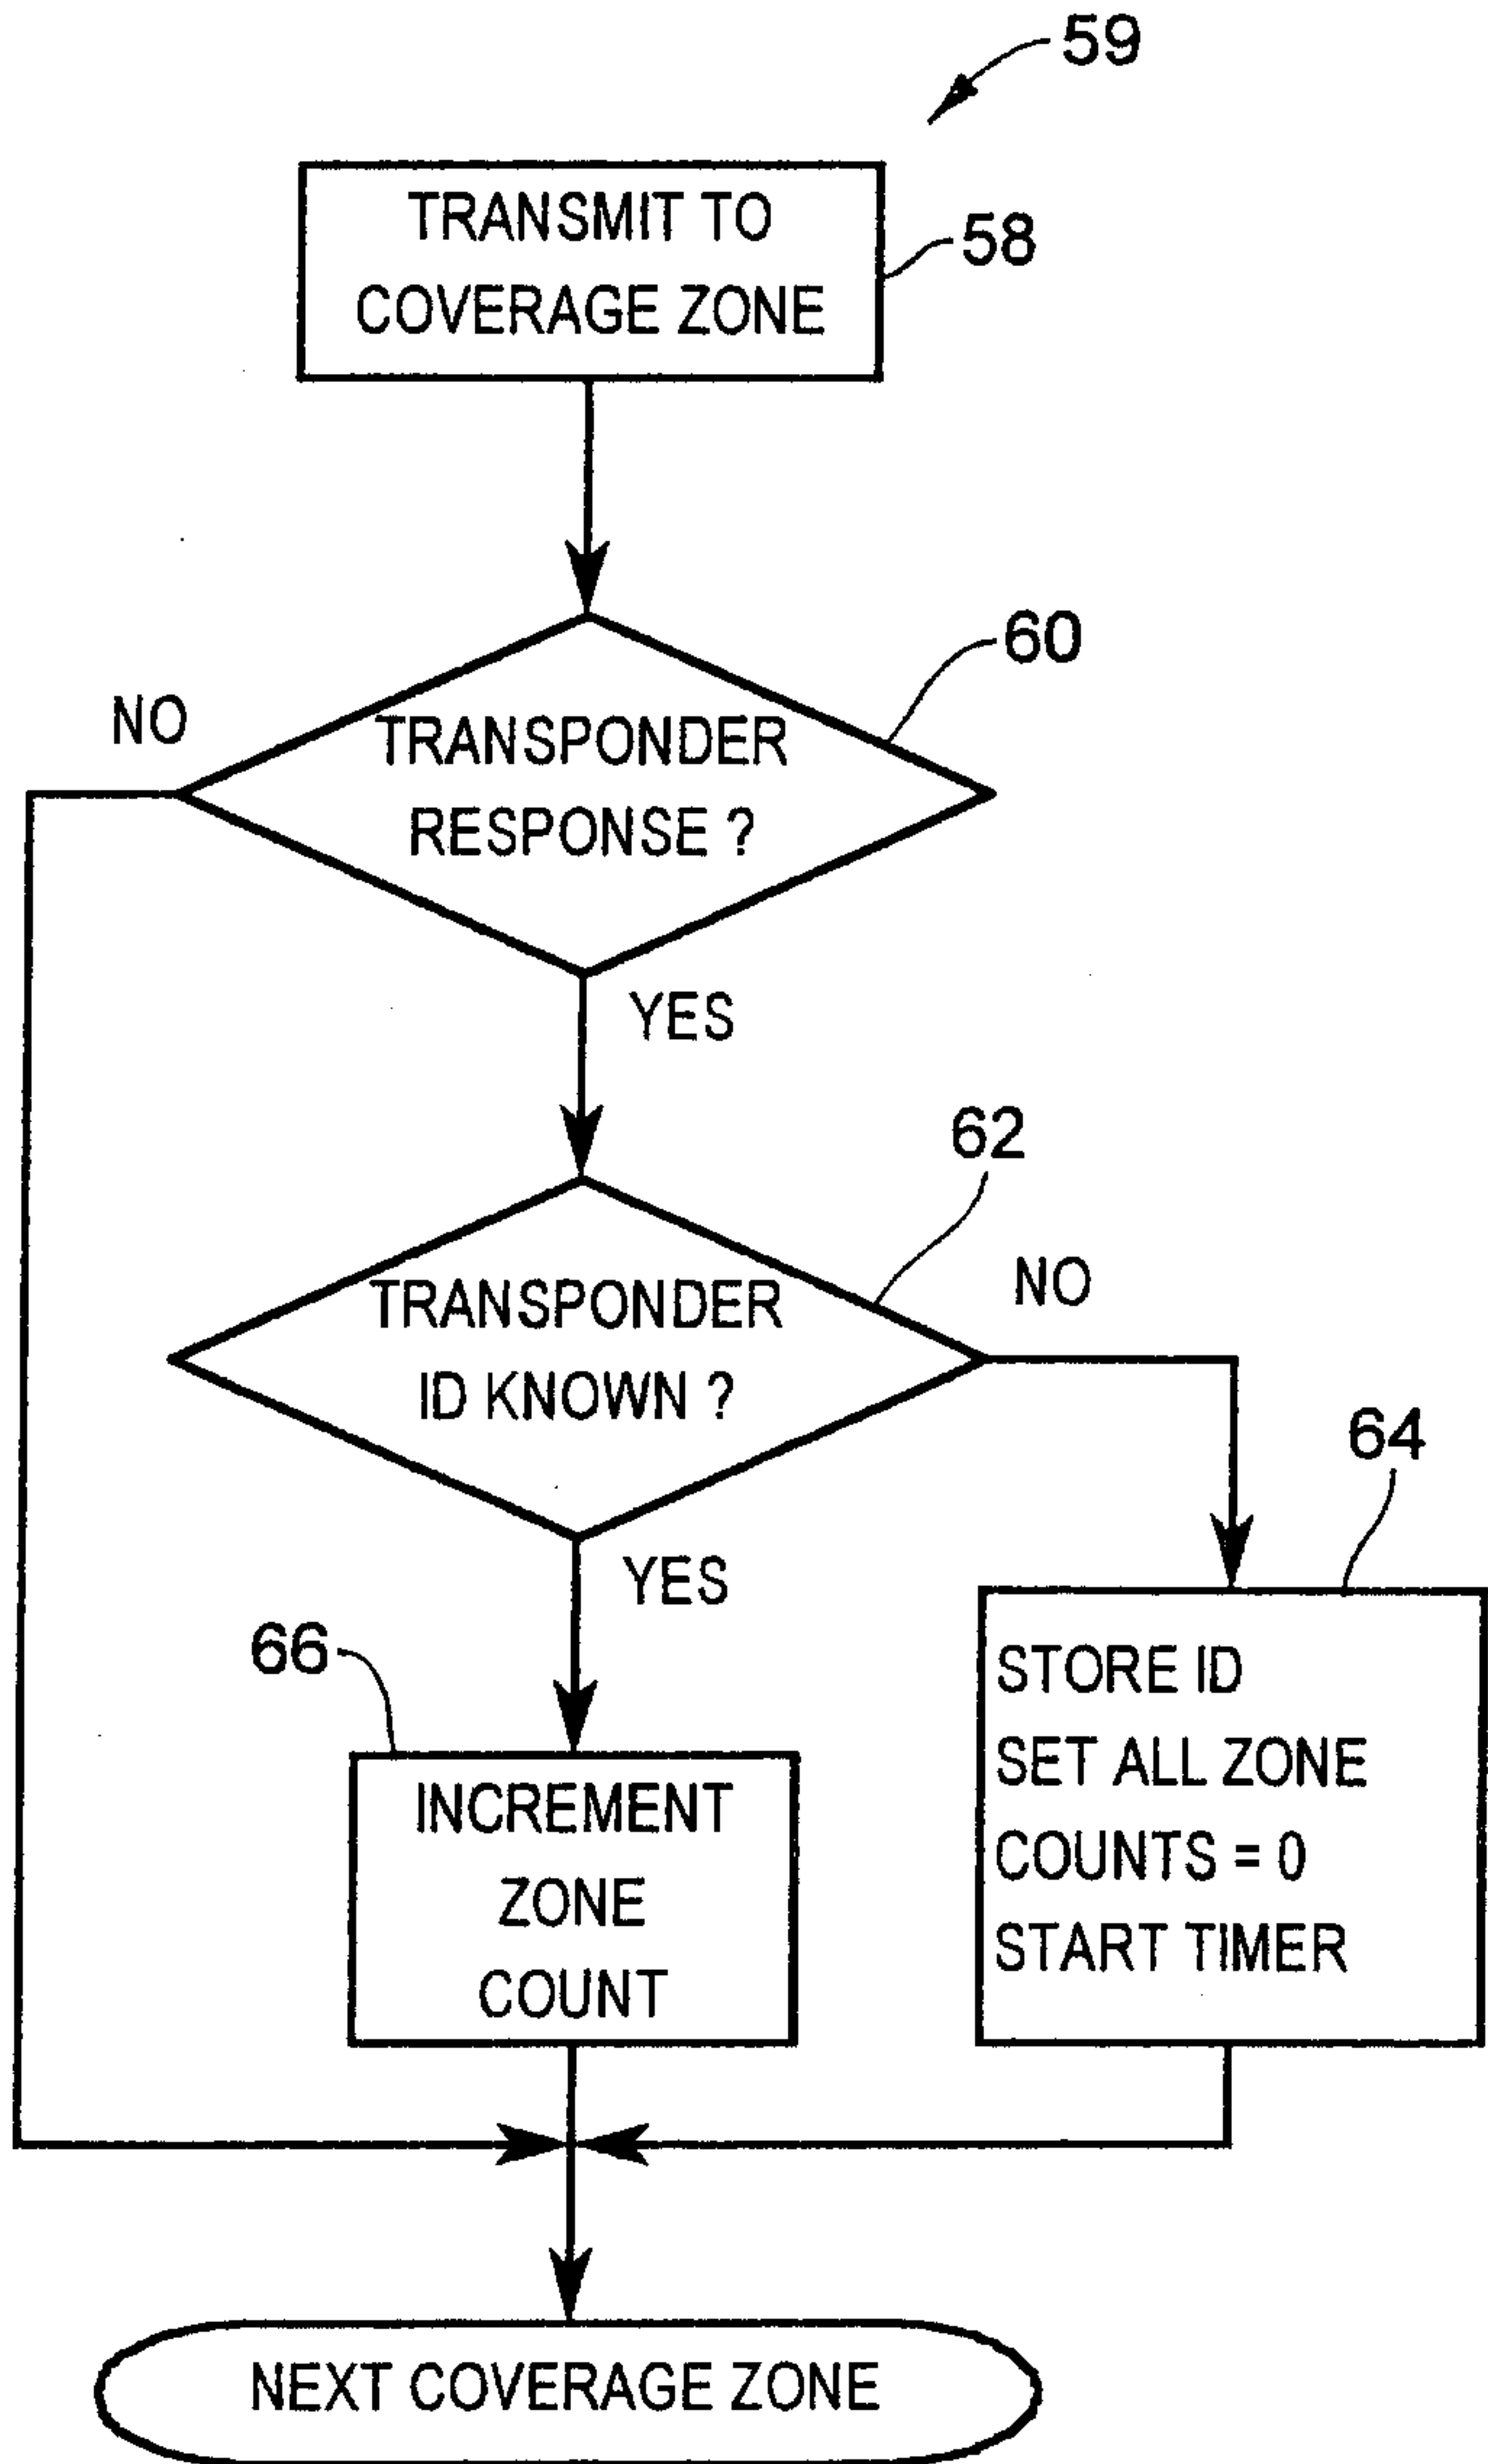 59
TRANSMIT TO
COVERAGE ZONE
58
60
NO
TRANSPONDER
RESPONSE ?
YES
62
TRANSPONDER
ID KNOWN ?
NO
64
YES
66
STORE ID
SET ALL ZONE
COUNTS = 0
START TIMER
INCREMENT
ZONE
COUNT
NEXT COVERAGE ZONE